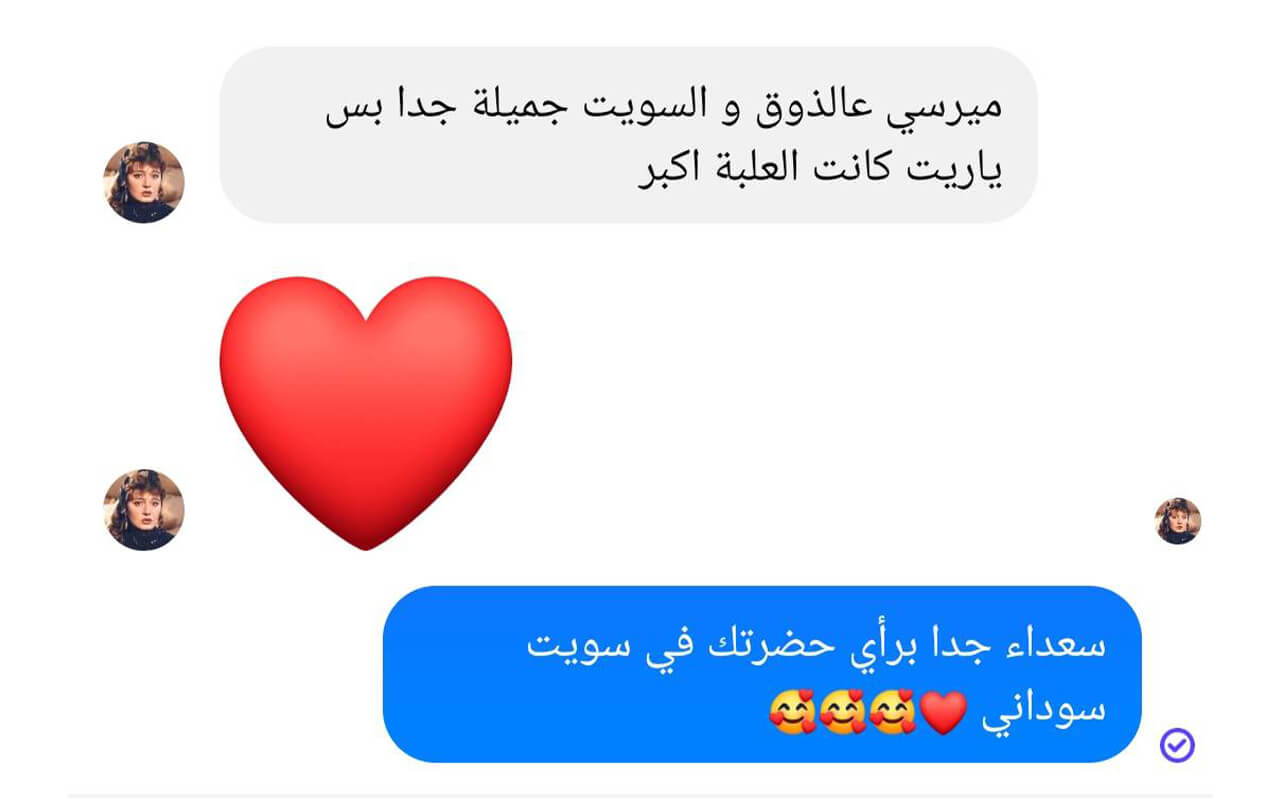 ميرسي عالذوق و السويت جميلة جدا بس
ياريت كانت العلبة اكبر
❤️
سعداء جدا برأي حضرتك في سويت
سوداني ❤️🥰🥰🥰